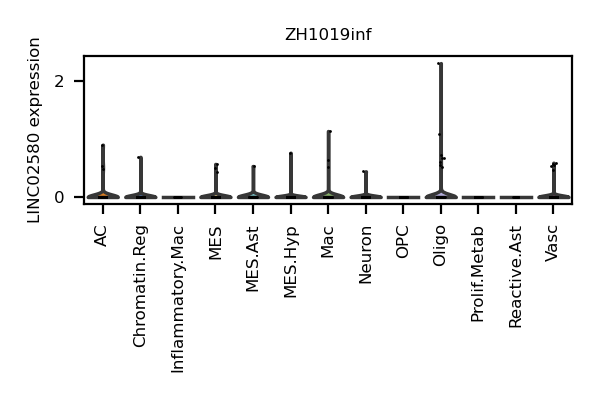 ZH1019inf
LINC02580 expression
2
0
AC
Chromatin.Reg
Inflammatory.Mac
MES
MES.Ast
MES.Hyp
Mac
Neuron
OPC
Oligo
Prolif.Metab
Reactive.Ast
Vasc